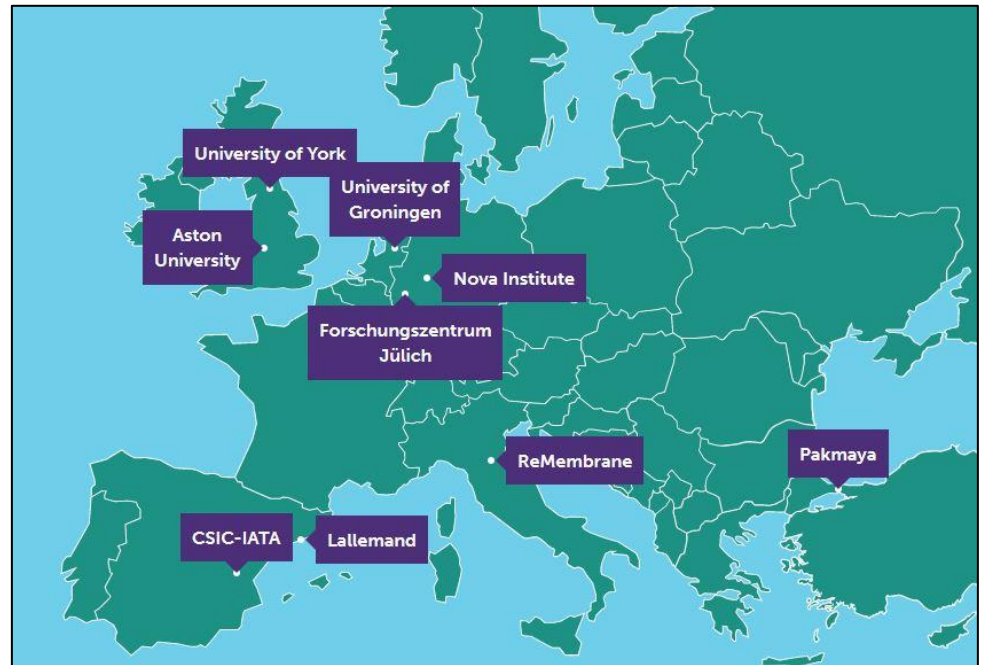 University of York
University of
Groningen
Aston
University
Nova Institute
Forschungszentrum
Jülich
ReMembrane
Pakmaya
CSIC-IATA
Lallemand